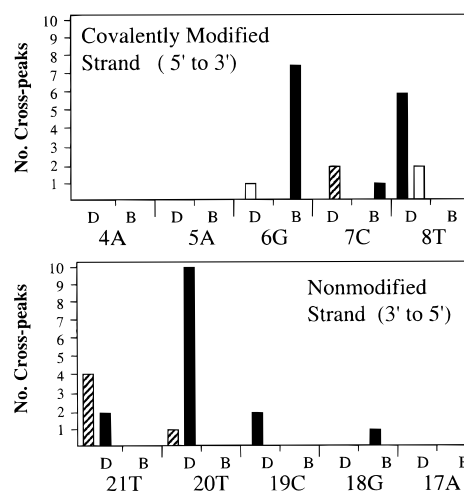 No. Cross-peaks
10
9
8
7
6
5
4
3
2
1
Covalently Modified
Strand ( 5' to 3')
D B D B D B D B D B
4A 5A 6G 7C 8T
No. Cross-peaks
10
9
8
7
6
5
4
3
2
1
Nonmodified
Strand (3' to 5')
D B D B D B D B D B
21T 20T 19C 18G 17A